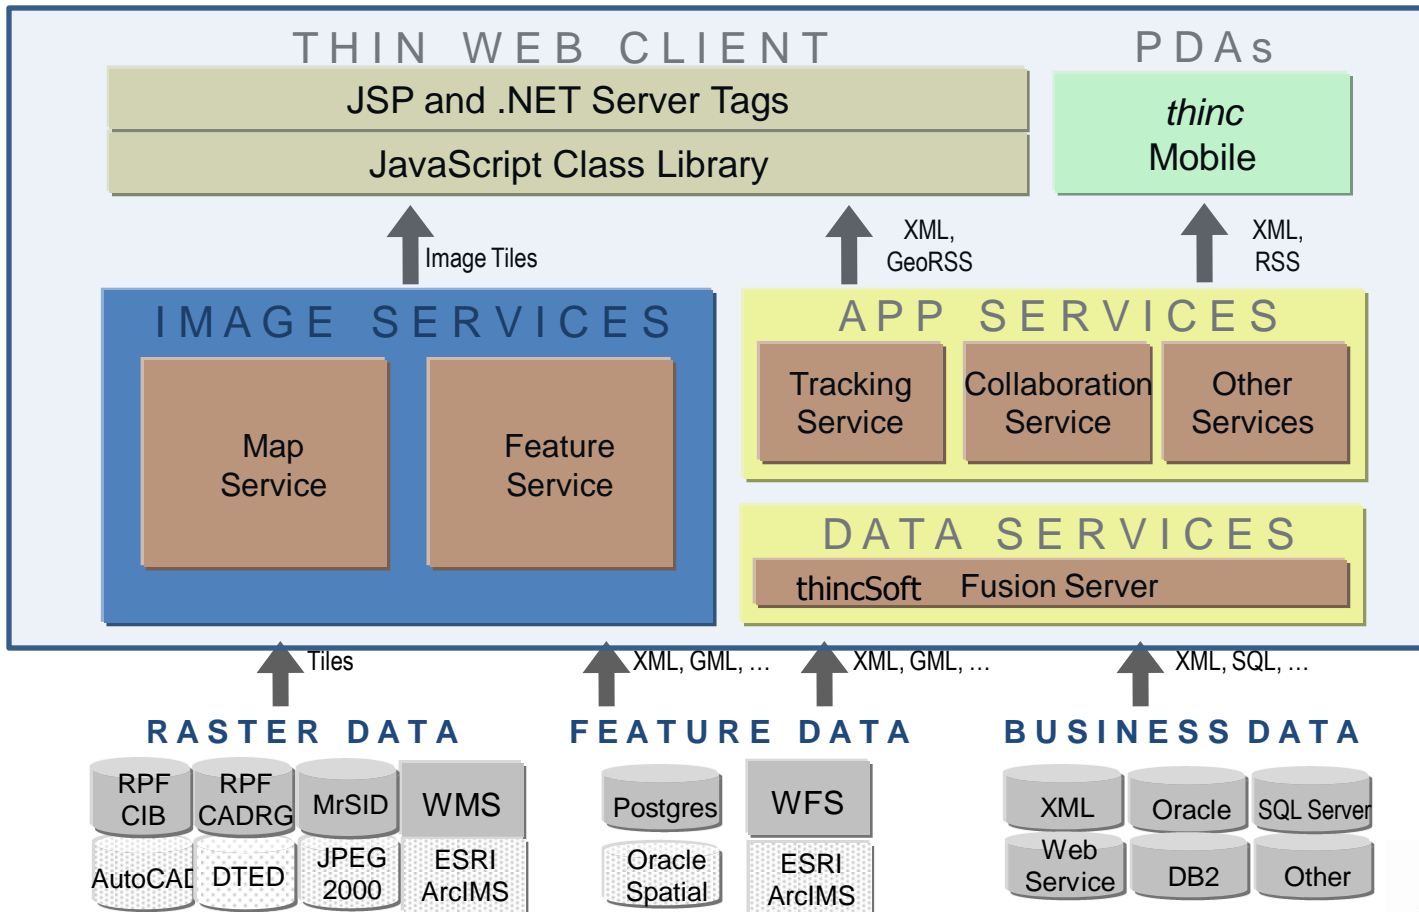 THIN WEB CLIENT
PDAs
JSP and .NET Server Tags
JavaScript Class Library
thinc
Mobile
Image Tiles
XML,
GeoRSS
XML,
RSS
IMAGE SERVICES
APP SERVICES
Map
Service
Feature
Service
Tracking
Service
Collaboration
Service
Other
Services
DATA SERVICES
thincSoft Fusion Server
Tiles
XML, GML, …
XML, GML, …
XML, SQL, …
RASTER DATA
FEATURE DATA
BUSINESS DATA
RPF
CIB
RPF
CADRG
MrSID
WMS
AutoCAD
DTED
JPEG
2000
ESRI
ArcIMS
Postgres
WFS
Oracle
Spatial
ESRI
ArcIMS
XML
Oracle
SQL Server
Web
Service
DB2
Other